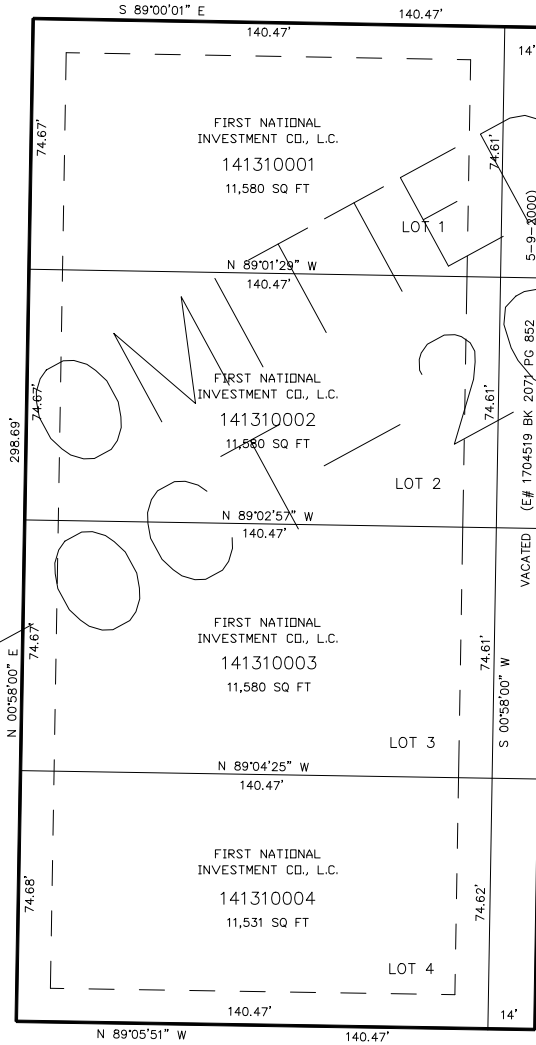 S 89°00'01" E
140.47'
140.47'
14'
74.67'
74.61'
FIRST NATIONAL
INVESTMENT CO., L.C.
141310001
11,580 SQ FT
LOT 1
N 89°01'29" W
140.47'
OMITTED
74.67'
74.61'
298.69'
FIRST NATIONAL
INVESTMENT CO., L.C.
141310002
11,580 SQ FT
LOT 2
OCT 2
VACATED (E# 1704519 BK 2071 PG 852 5-9-2000)
N 89°02'57" W
140.47'
74.67'
74.61'
N 00°58'00" E
S 00°58'00" W
FIRST NATIONAL
INVESTMENT CO., L.C.
141310003
11,580 SQ FT
LOT 3
N 89°04'25" W
140.47'
74.68'
74.62'
FIRST NATIONAL
INVESTMENT CO., L.C.
141310004
11,531 SQ FT
LOT 4
140.47'
14'
N 89°05'51" W
140.47'